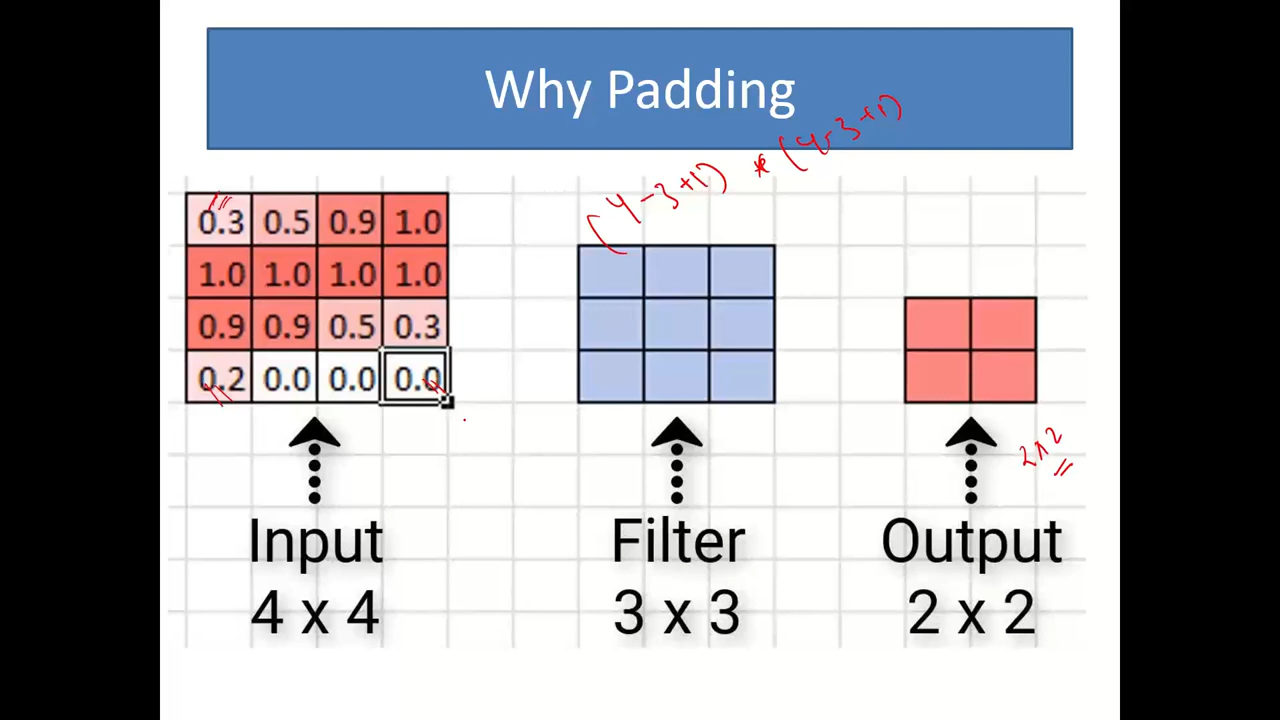 Why Padding
(4-3+1) * (4-3+1)
0.3 0.5 0.9 1.0
1.0 1.0 1.0 1.0
0.9 0.9 0.5 0.3
0.2 0.0 0.0 0.0
2x2
Input Filter Output
4 x 4 3 x 3 2 x 2